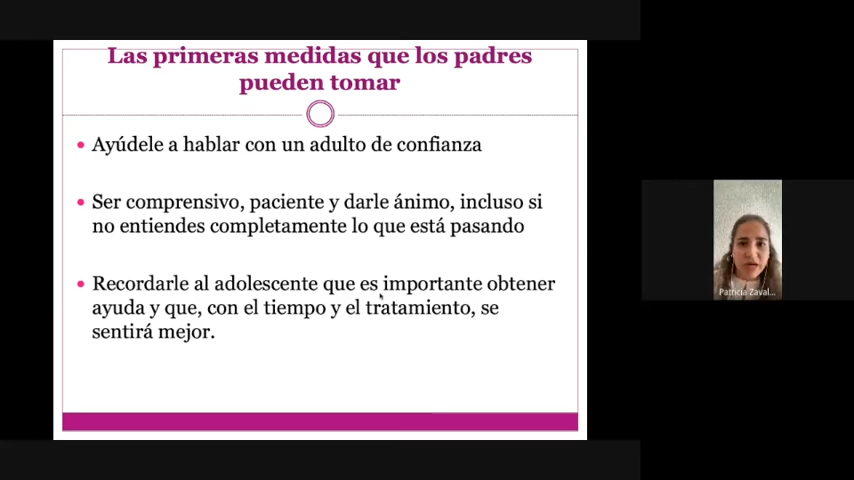 Las primeras medidas que los padres
pueden tomar
• Ayúdele a hablar con un adulto de confianza
• Ser comprensivo, paciente y darle ánimo, incluso si
no entiendes completamente lo que está pasando
• Recordarle al adolescente que es importante obtener
ayuda y que, con el tiempo y el tratamiento, se
sentirá mejor.
Patricia Zaval...